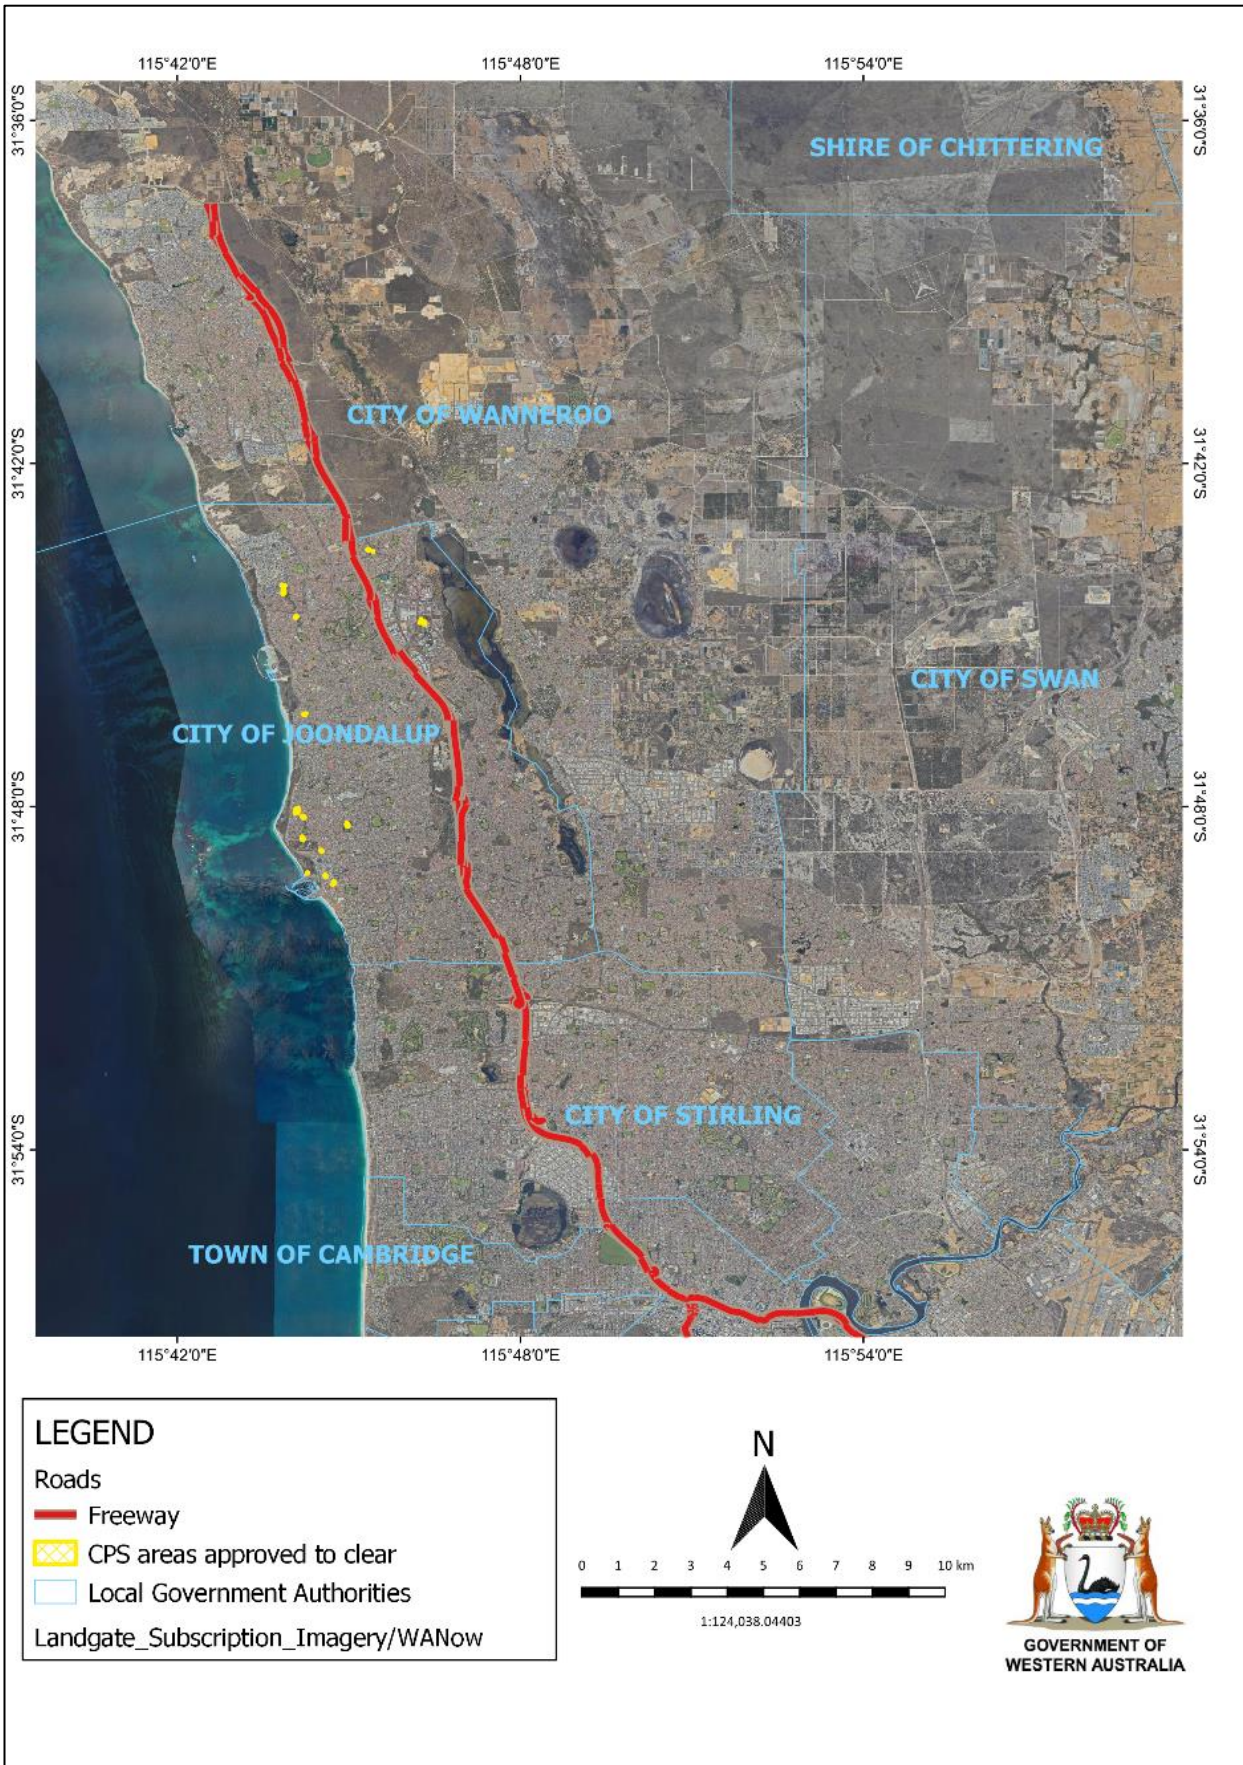 115°42'0"E 115°48'0"E 115°54'0"E
31°36'0"S 31°36'0"S
SHIRE OF CHITTERING
CITY OF WANNEROO
31°42'0"S 31°42'0"S
CITY OF SWAN
CITY OF JOONDALUP
31°48'0"S 31°48'0"S
CITY OF STIRLING
31°54'0"S 31°54'0"S
TOWN OF CAMBRIDGE
115°42'0"E 115°48'0"E 115°54'0"E
LEGEND
Roads
Freeway
CPS areas approved to clear
Local Government Authorities
Landgate_Subscription_Imagery/WANow
N
0 1 2 3 4 5 6 7 8 9 10 km
1:124,038.04403
GOVERNMENT OF
WESTERN AUSTRALIA